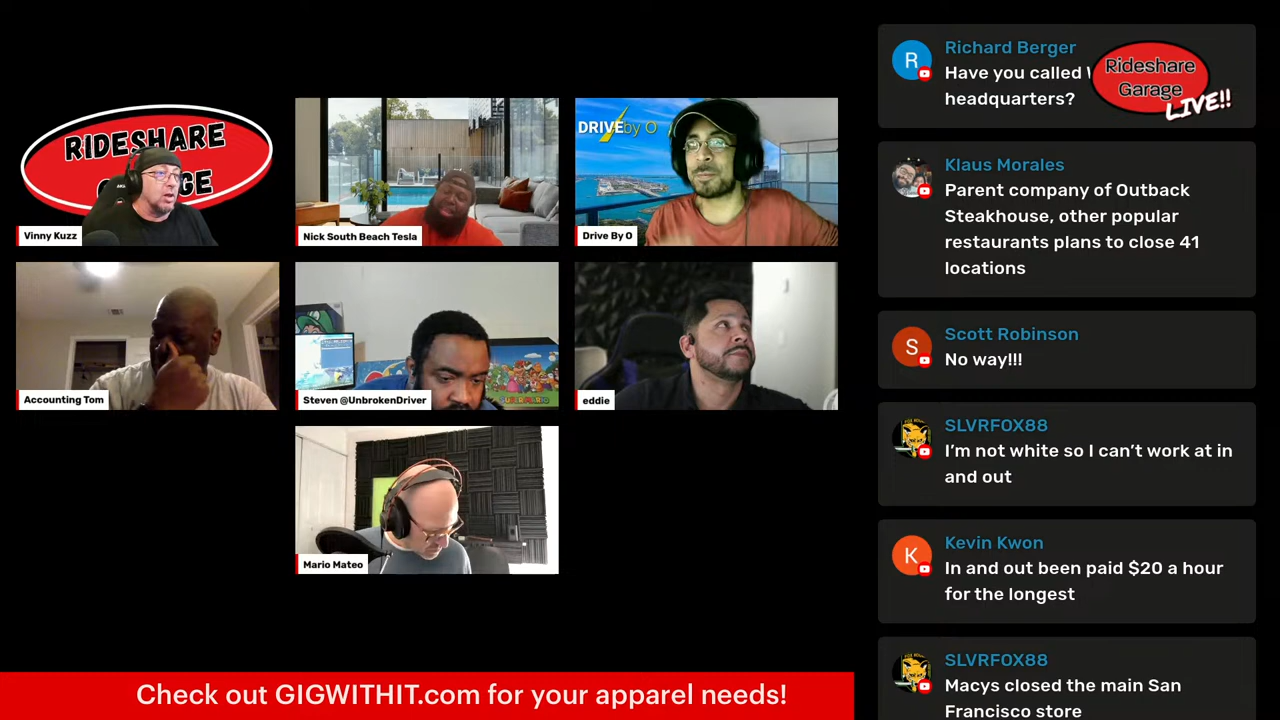 RIDESHARE
Vinny Kuzz
Nick South Beach Tesla
DRIVEby O
Drive By O
Accounting Tom
Steven @UnbrokenDriver
SUPER MARIO
eddie
Mario Mateo
Richard Berger
Have you called
headquarters?
Rideshare
Garage
LIVE!!
Klaus Morales
Parent company of Outback
Steakhouse, other popular
restaurants plans to close 41
locations
Scott Robinson
No way!!!
SLVRFOX88
I’m not white so I can’t work at in
and out
Kevin Kwon
In and out been paid $20 a hour
for the longest
SLVRFOX88
Macys closed the main San
Francisco store
Check out GIGWITHIT.com for your apparel needs!